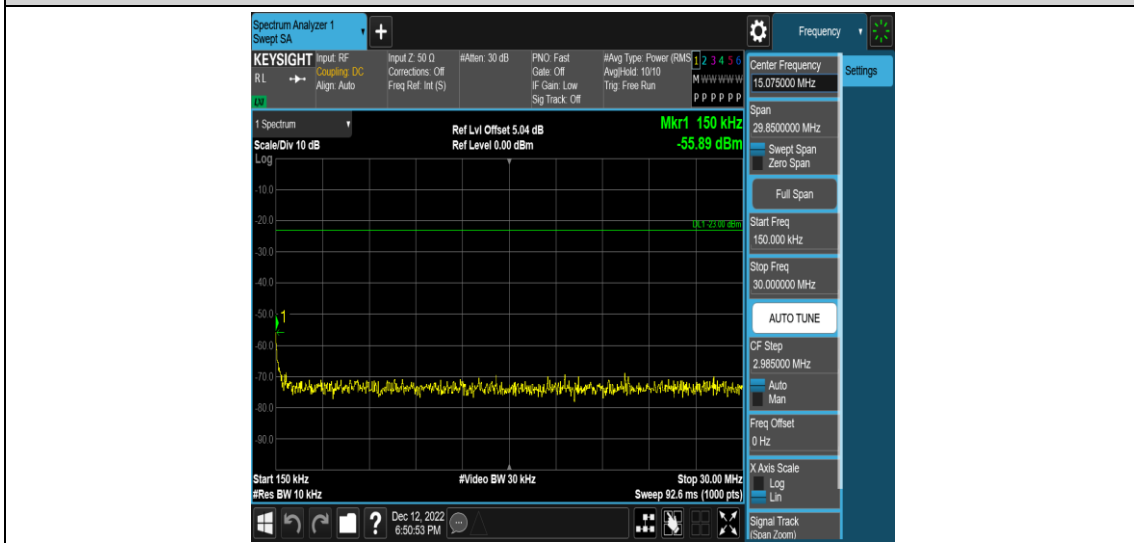 Spectrum Analyzer 1
Swept SA
+
Frequency
KEYSIGHT
RL
LXI
Input: RF
Coupling: DC
Align: Auto
Input Z: 50 Ω
Corrections: Off
Freq Ref: Int (S)
#Atten: 30 dB
PNO: Fast
Gate: Off
IF Gain: Low
Sig Track: Off
#Avg Type: Power (RMS
Avg|Hold: 10/10
Trig: Free Run
1 2 3 4 5 6
M W W W W W
P P P P P P
1 Spectrum
Scale/Div 10 dB
Ref Lvl Offset 5.04 dB
Ref Level 0.00 dBm
Mkr1 150 kHz
-55.89 dBm
Log
-10.0
-20.0
DL1 -23.00 dBm
-30.0
-40.0
-50.0
1
-60.0
-70.0
-80.0
-90.0
Start 150 kHz
#Video BW 30 kHz
Stop 30.00 MHz
#Res BW 10 kHz
Sweep 92.6 ms (1000 pts)
?
Dec 12, 2022
6:50:53 PM
Settings
Center Frequency
15.075000 MHz
Span
29.8500000 MHz
Swept Span
Zero Span
Full Span
Start Freq
150.000 kHz
Stop Freq
30.000000 MHz
AUTO TUNE
CF Step
2.985000 MHz
Auto
Man
Freq Offset
0 Hz
X Axis Scale
Log
Lin
Signal Track
(Span Zoom)